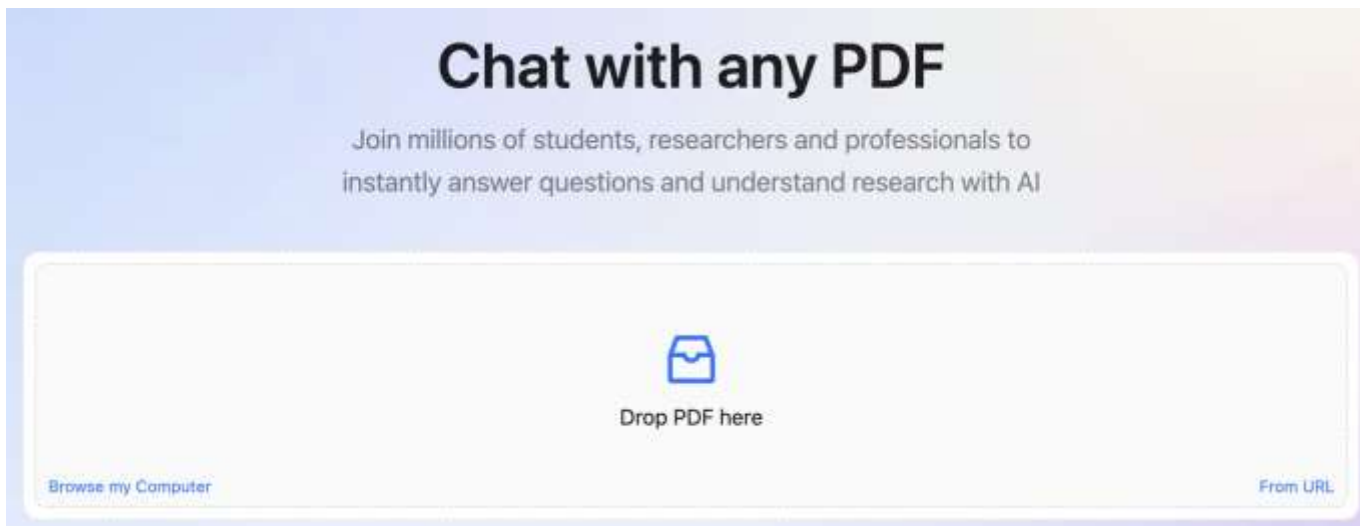 Chat with any PDF
Join millions of students, researchers and professionals to
instantly answer questions and understand research with AI
Drop PDF here
Browse my Computer
From URL